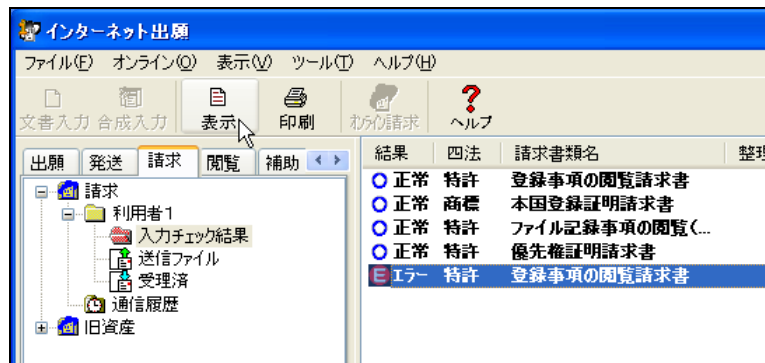 インターネット出願
ファイル(F) オンライン(O) 表示(V) ツール(T) ヘルプ(H)
文書入力 合成入力 表示 印刷 オンライン請求 ヘルプ
出願 発送 請求 閲覧 補助
結果 四法 請求書類名 整理
請求
利用者1
入力チェック結果
送信ファイル
受理済
通信履歴
旧資産
正常 特許 登録事項の閲覧請求書
正常 商標 本国登録証明請求書
正常 特許 ファイル記録事項の閲覧(...
正常 特許 優先権証明請求書
E エラー 特許 登録事項の閲覧請求書